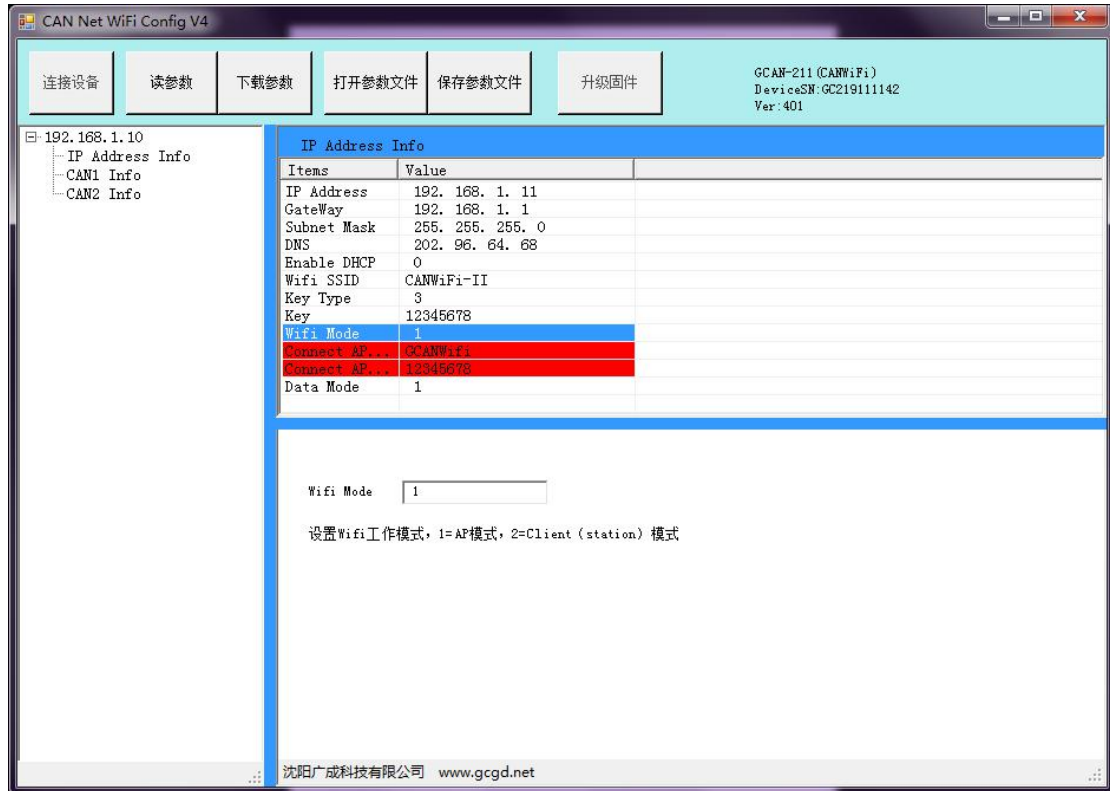 CAN Net WiFi Config V4
连接设备 读参数 下载参数 打开参数文件 保存参数文件 升级固件
GCAN-211(CANWiFi)
DeviceSN:GC219111142
Ver:401
192.168.1.10
IP Address Info
CAN1 Info
CAN2 Info
IP Address Info
Items Value
IP Address 192. 168. 1. 11
GateWay 192. 168. 1. 1
Subnet Mask 255. 255. 255. 0
DNS 202. 96. 64. 68
Enable DHCP 0
Wifi SSID CANWiFi-II
Key Type 3
Key 12345678
Wifi Mode 1
Connect AP... GCANWifi
Connect AP... 12345678
Data Mode 1
Wifi Mode 1
设置Wifi工作模式，1=AP模式，2=Client（station）模式
沈阳广成科技有限公司 www.gcgd.net